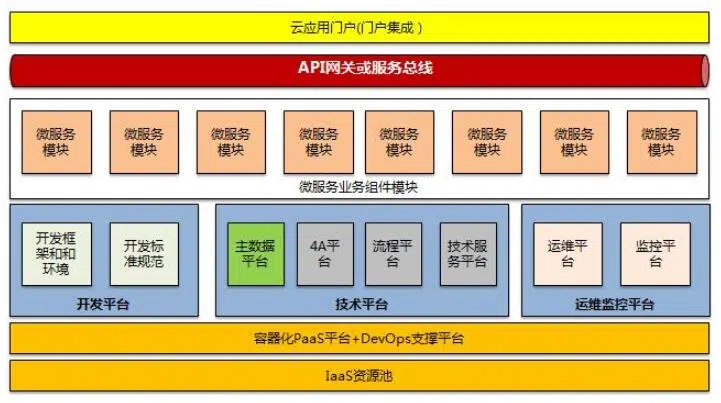 云应用门户(门户集成）
API网关或服务总线
微服务
模块
微服务
模块
微服务
模块
微服务
模块
微服务
模块
微服务
模块
微服务
模块
微服务
模块
微服务业务组件模块
开发框
架和和
环境
开发标
准规范
开发平台
主数据
平台
4A平
台
流程平
台
技术服
务平台
技术平台
运维平
台
监控平
台
运维监控平台
容器化PaaS平台+DevOps支撑平台
IaaS资源池